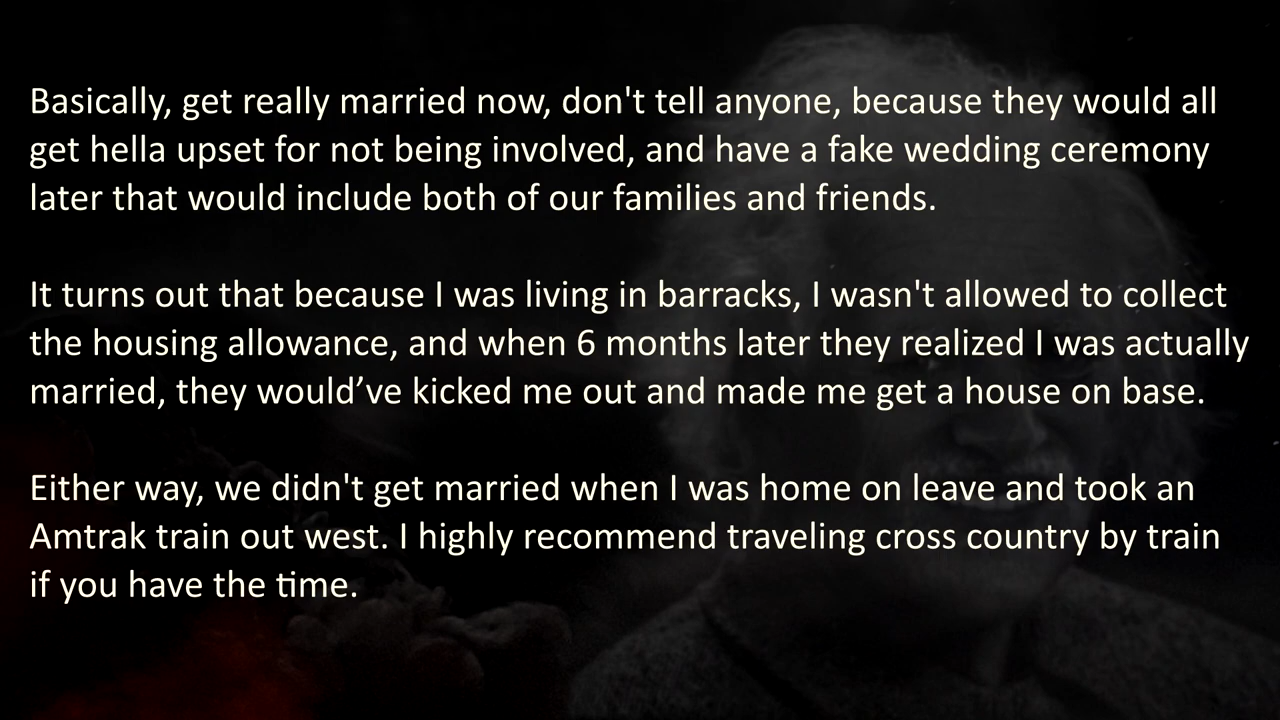 Basically, get really married now, don't tell anyone, because they would all
get hella upset for not being involved, and have a fake wedding ceremony
later that would include both of our families and friends.
It turns out that because I was living in barracks, I wasn't allowed to collect
the housing allowance, and when 6 months later they realized I was actually
married, they would’ve kicked me out and made me get a house on base.
Either way, we didn't get married when I was home on leave and took an
Amtrak train out west. I highly recommend traveling cross country by train
if you have the time.